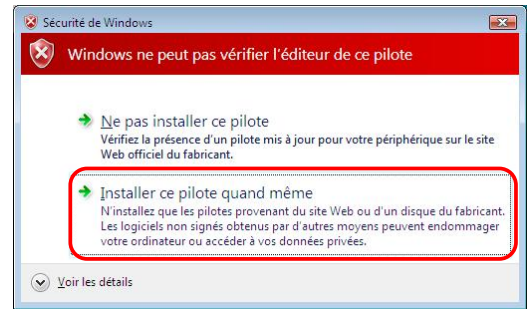 Sécurité de Windows
Windows ne peut pas vérifier l'éditeur de ce pilote
Ne pas installer ce pilote
Vérifiez la présence d'un pilote mis à jour pour votre périphérique sur le site
Web officiel du fabricant.
Installer ce pilote quand même
N'installez que les pilotes provenant du site Web ou d'un disque du fabricant.
Les logiciels non signés obtenus par d'autres moyens peuvent endommager
votre ordinateur ou accéder à vos données privées.
Voir les détails